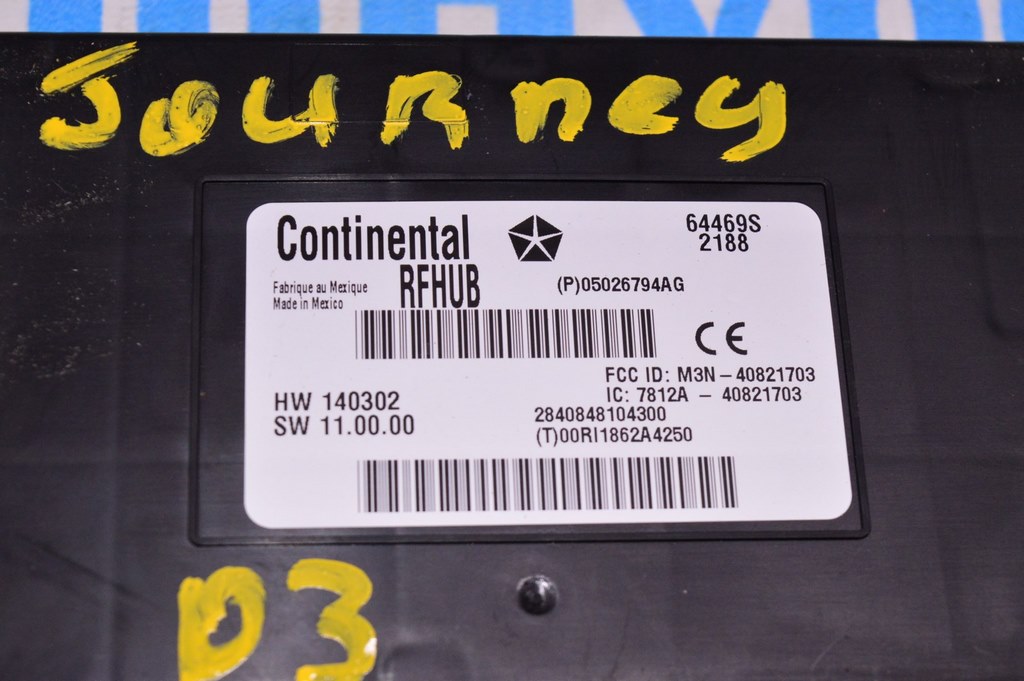 Journey
Continental
64469S
2188
RFHUB
(P)05026794AG
Fabrique au Mexique
Made in Mexico
CE
FCC ID: M3N - 40821703
IC: 7812A - 40821703
HW 140302
2840848104300
SW 11.00.00
(T)00RI1862A4250
D3